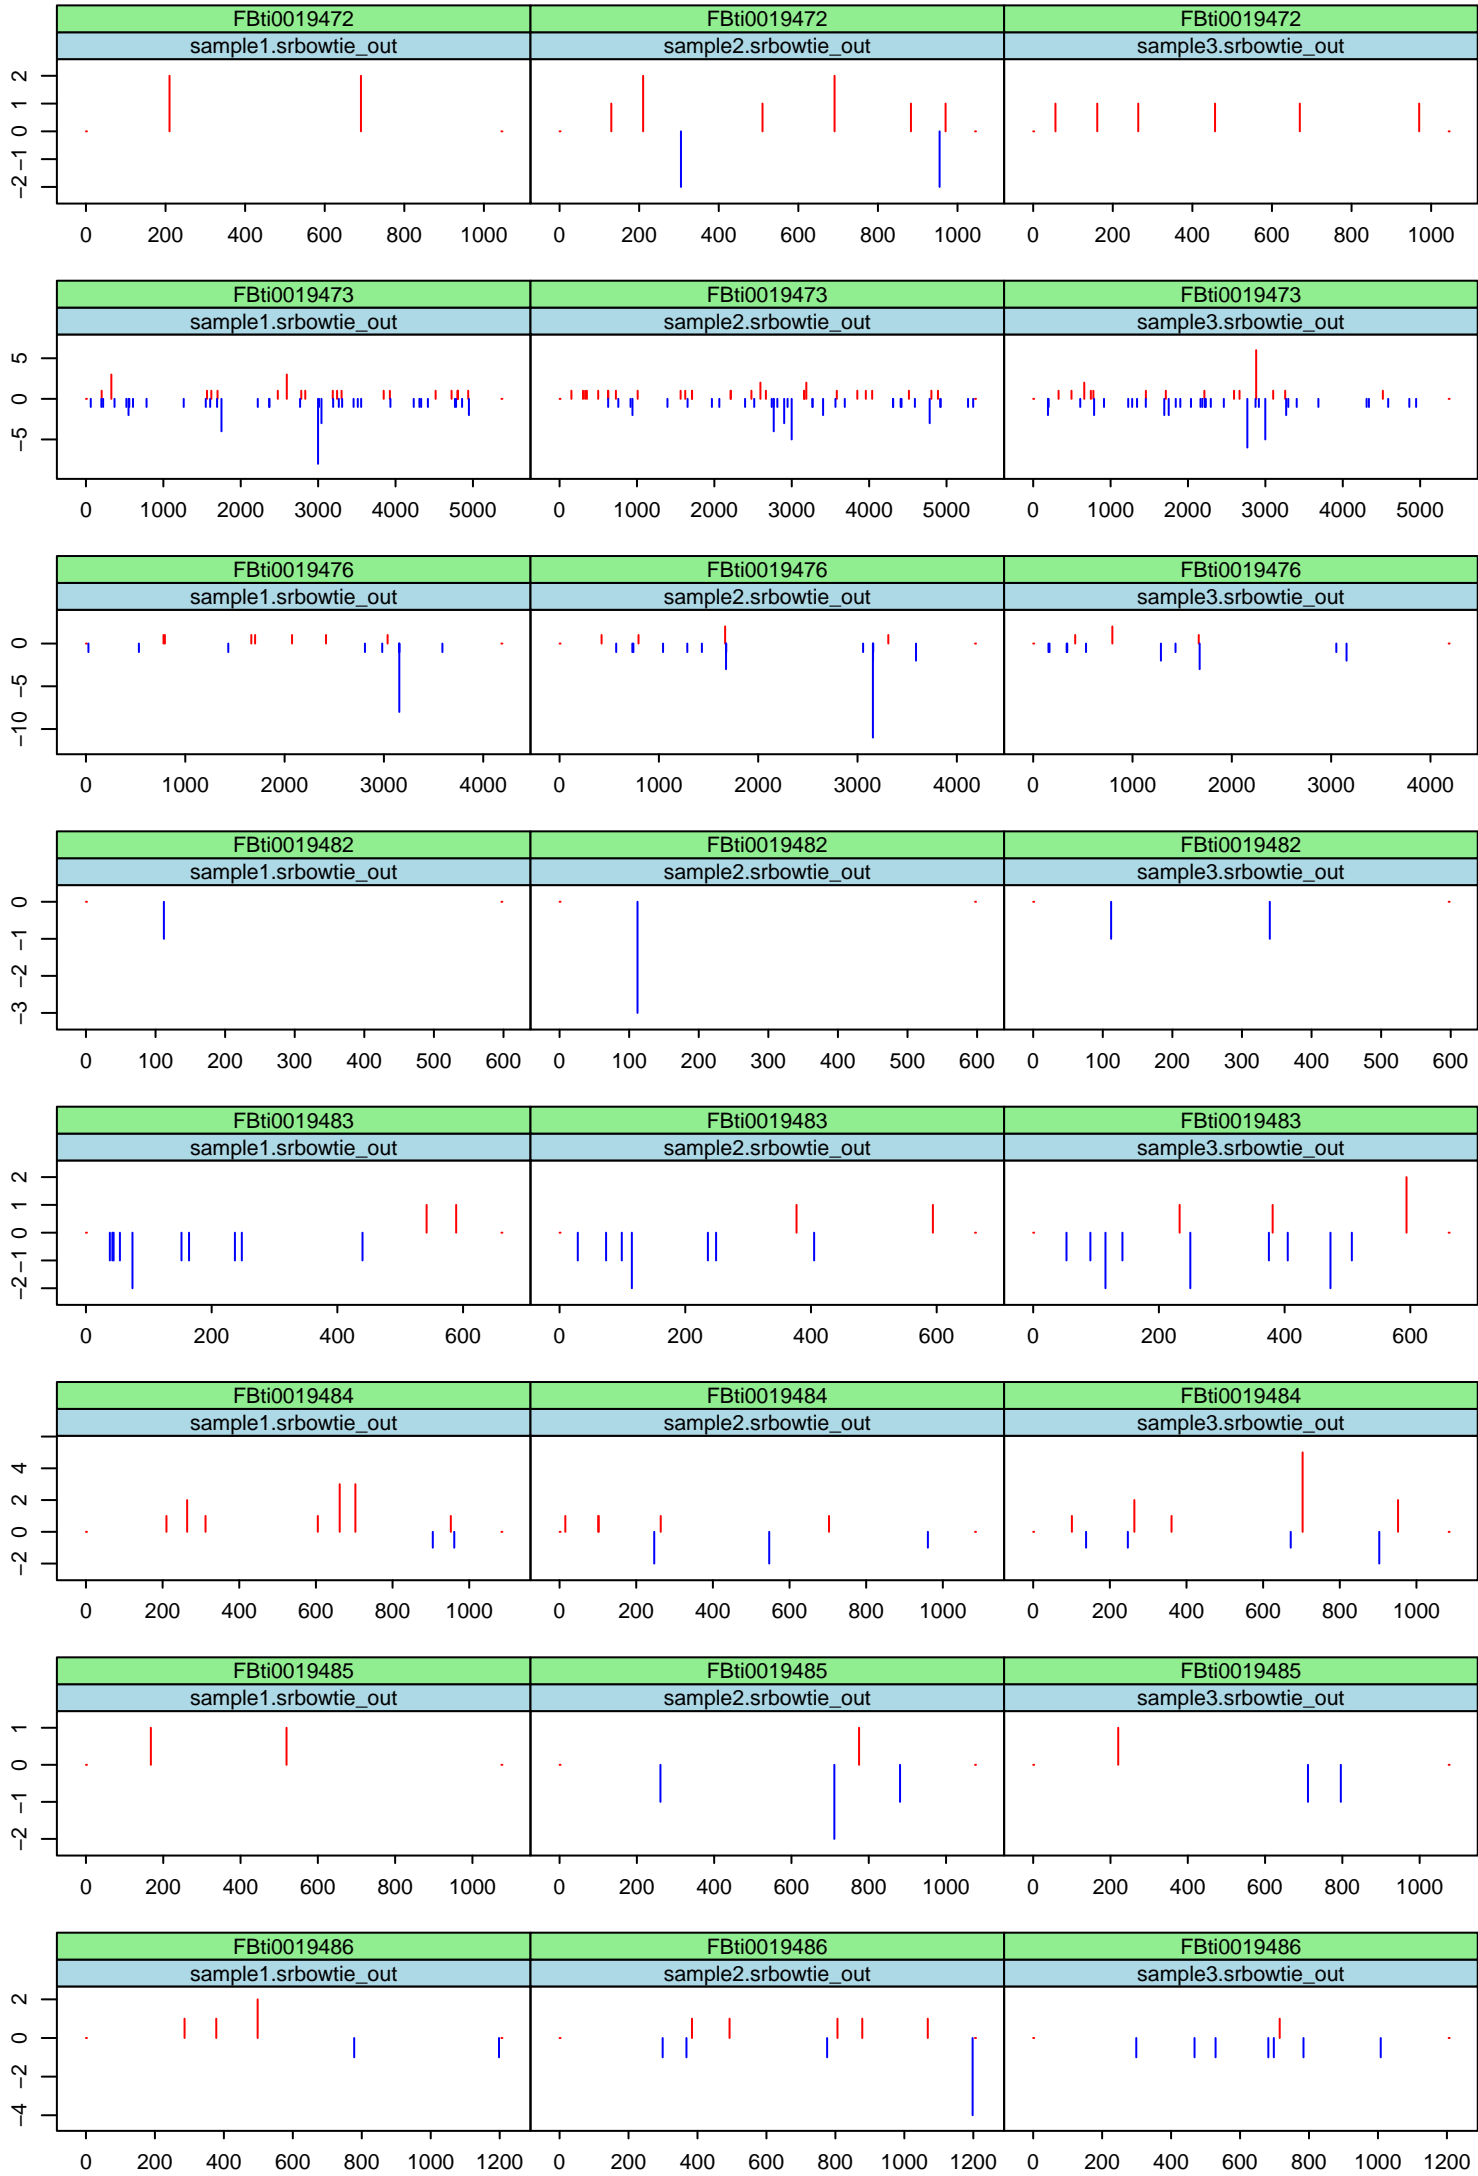 FBti0019472 FBti0019472 FBti0019472
sample1.srbowtie_out sample2.srbowtie_out sample3.srbowtie_out
2
1
0
−1
−2
0 200 400 600 800 1000 0 200 400 600 800 1000 0 200 400 600 800 1000
FBti0019473 FBti0019473 FBti0019473
sample1.srbowtie_out sample2.srbowtie_out sample3.srbowtie_out
5
0
−5
0 1000 2000 3000 4000 5000 0 1000 2000 3000 4000 5000 0 1000 2000 3000 4000 5000
FBti0019476 FBti0019476 FBti0019476
sample1.srbowtie_out sample2.srbowtie_out sample3.srbowtie_out
0
−5
−10
0 1000 2000 3000 4000 0 1000 2000 3000 4000 0 1000 2000 3000 4000
FBti0019482 FBti0019482 FBti0019482
sample1.srbowtie_out sample2.srbowtie_out sample3.srbowtie_out
0
−1
−2
−3
0 100 200 300 400 500 600 0 100 200 300 400 500 600 0 100 200 300 400 500 600
FBti0019483 FBti0019483 FBti0019483
sample1.srbowtie_out sample2.srbowtie_out sample3.srbowtie_out
2
1
0
−1
−2
0 200 400 600 0 200 400 600 0 200 400 600
FBti0019484 FBti0019484 FBti0019484
sample1.srbowtie_out sample2.srbowtie_out sample3.srbowtie_out
4
2
0
−2
0 200 400 600 800 1000 0 200 400 600 800 1000 0 200 400 600 800 1000
FBti0019485 FBti0019485 FBti0019485
sample1.srbowtie_out sample2.srbowtie_out sample3.srbowtie_out
1
0
−1
−2
0 200 400 600 800 1000 0 200 400 600 800 1000 0 200 400 600 800 1000
FBti0019486 FBti0019486 FBti0019486
sample1.srbowtie_out sample2.srbowtie_out sample3.srbowtie_out
2
0
−2
−4
0 200 400 600 800 1000 1200 0 200 400 600 800 1000 1200 0 200 400 600 800 1000 1200